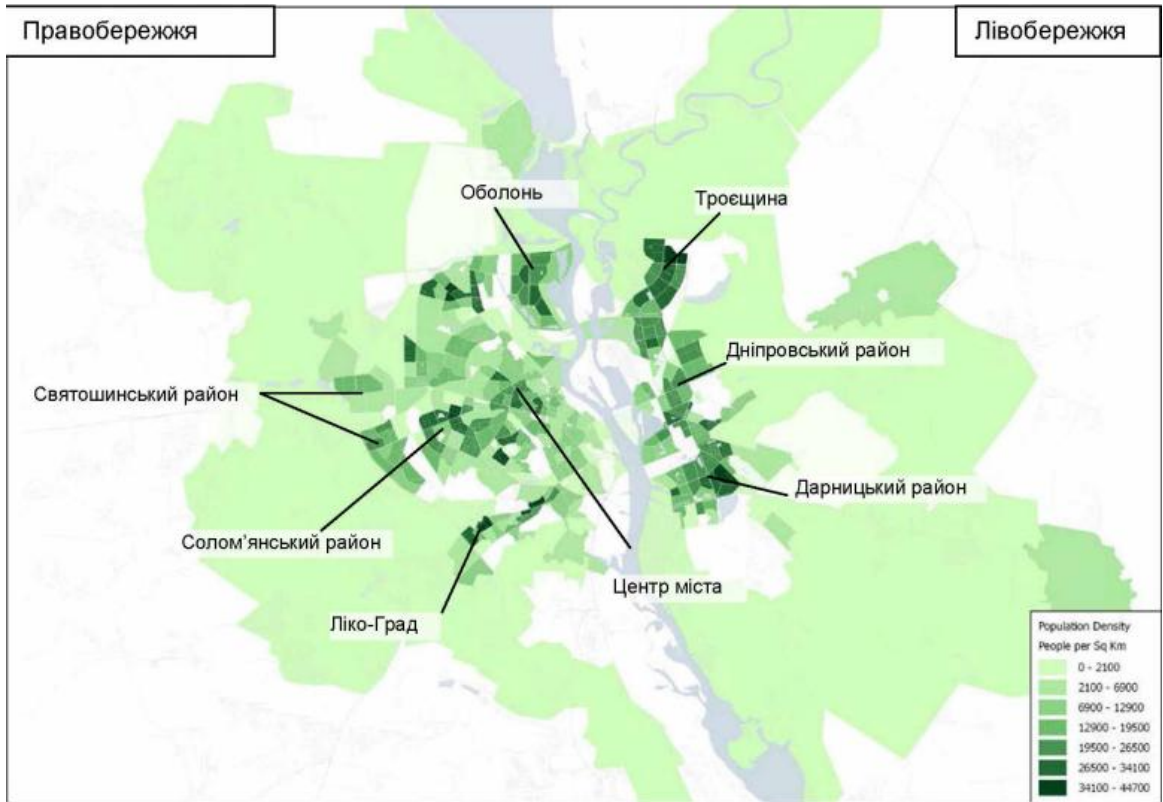 Правобережжя
Лівобережжя
Оболонь
Троєщина
Дніпровський район
Святошинський район
Дарницький район
Солом’янський район
Центр міста
Ліко-Град
Population Density
People per Sq Km
0 - 2100
2100 - 6900
6900 - 12900
12900 - 19500
19500 - 26500
26500 - 34100
34100 - 44700